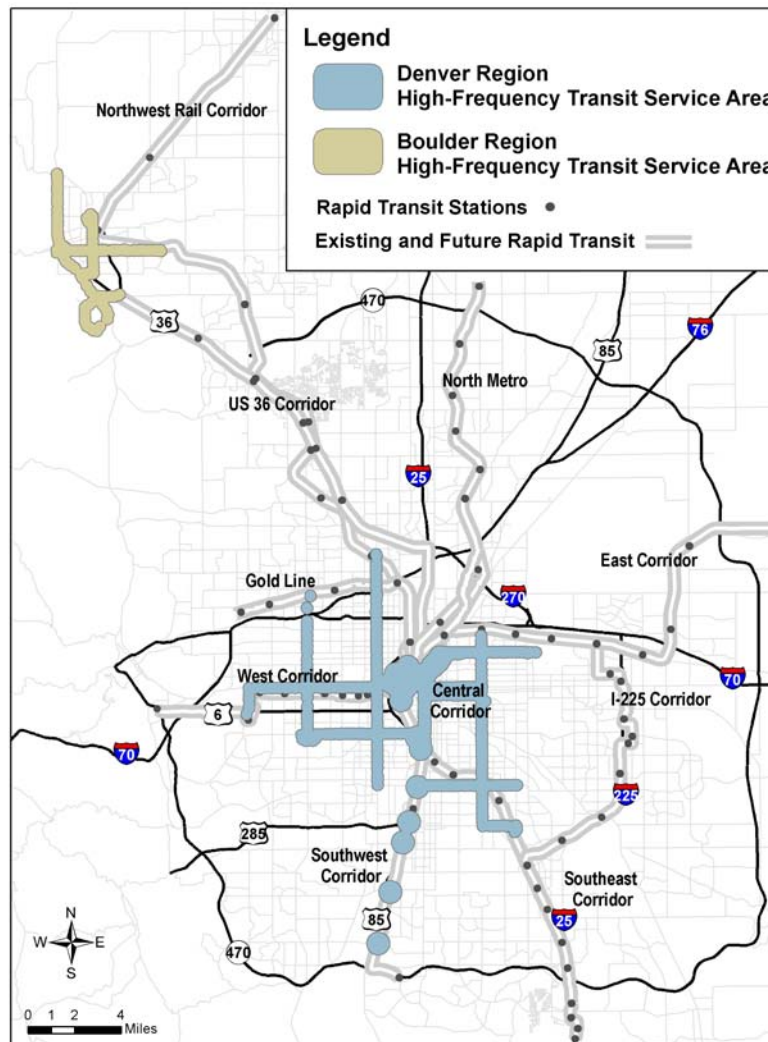 Legend
Denver Region
High-Frequency Transit Service Area
Boulder Region
High-Frequency Transit Service Area
Rapid Transit Stations
Existing and Future Rapid Transit
Northwest Rail Corridor
36
470
76
85
US 36 Corridor
North Metro
25
East Corridor
Gold Line
270
West Corridor
Central
Corridor
70
I-225 Corridor
6
70
225
285
Southwest
Corridor
Southeast
Corridor
85
25
N
W E
S
470
0 1 2 4
Miles